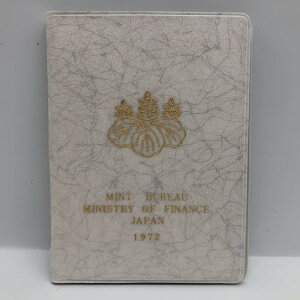 MINT BUREAU
MINISTRY OF FINANCE
JAPAN
1972